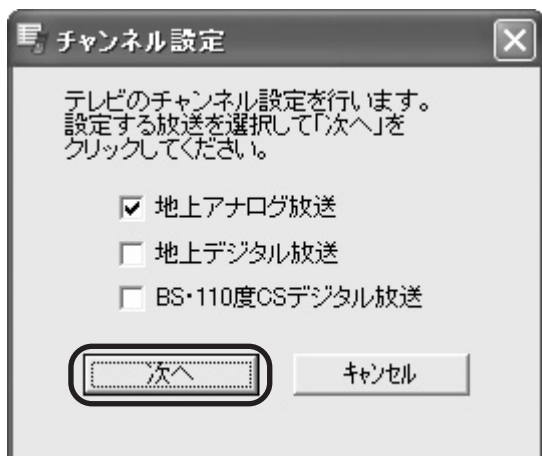 チャンネル設定
テレビのチャンネル設定を行います。
設定する放送を選択して「次へ」を
クリックしてください。
地上アナログ放送
地上デジタル放送
BS・110度CSデジタル放送
次へ
キャンセル